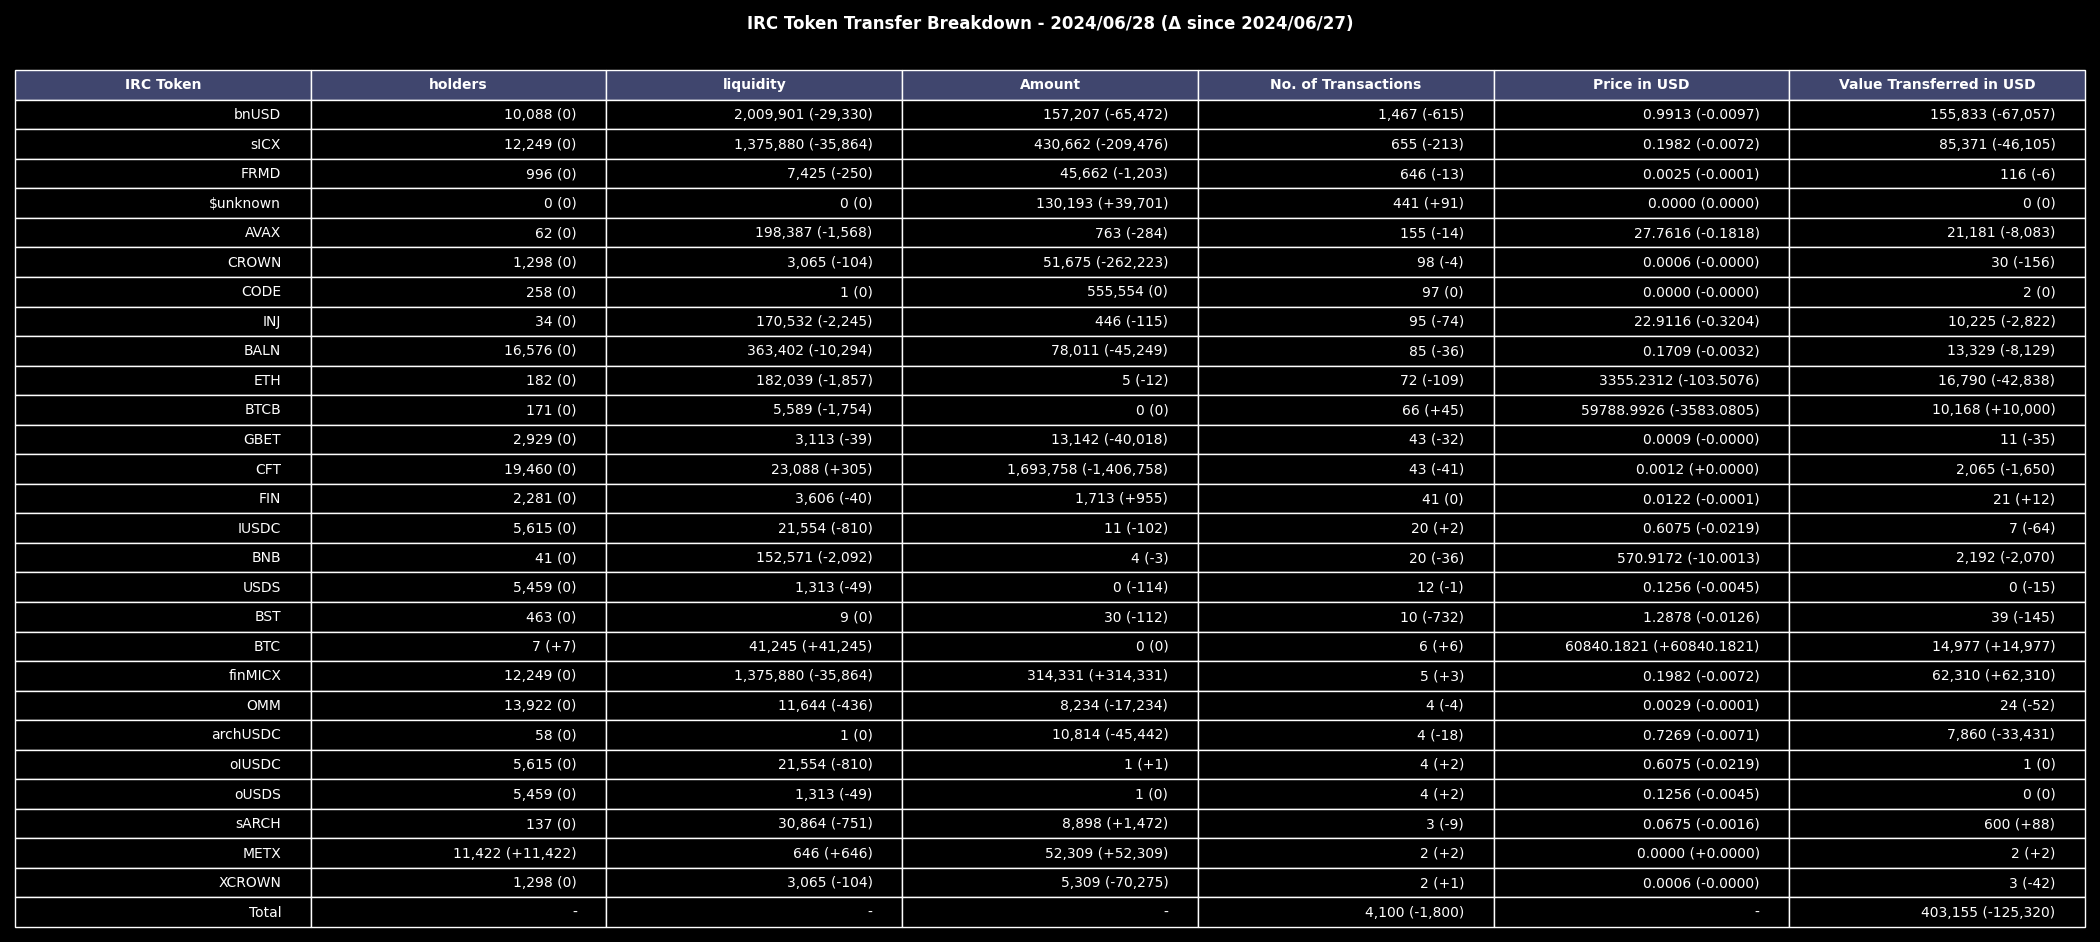 IRC Token Transfer Breakdown - 2024/06/28 (Δ since 2024/06/27)
IRC Token holders liquidity Amount No. of Transactions Price in USD Value Transferred in USD
bnUSD 10,088 (0) 2,009,901 (-29,330) 157,207 (-65,472) 1,467 (-615) 0.9913 (-0.0097) 155,833 (-67,057)
sICX 12,249 (0) 1,375,880 (-35,864) 430,662 (-209,476) 655 (-213) 0.1982 (-0.0072) 85,371 (-46,105)
FRMD 996 (0) 7,425 (-250) 45,662 (-1,203) 646 (-13) 0.0025 (-0.0001) 116 (-6)
$unknown 0 (0) 0 (0) 130,193 (+39,701) 441 (+91) 0.0000 (0.0000) 0 (0)
AVAX 62 (0) 198,387 (-1,568) 763 (-284) 155 (-14) 27.7616 (-0.1818) 21,181 (-8,083)
CROWN 1,298 (0) 3,065 (-104) 51,675 (-262,223) 98 (-4) 0.0006 (-0.0000) 30 (-156)
CODE 258 (0) 1 (0) 555,554 (0) 97 (0) 0.0000 (-0.0000) 2 (0)
INJ 34 (0) 170,532 (-2,245) 446 (-115) 95 (-74) 22.9116 (-0.3204) 10,225 (-2,822)
BALN 16,576 (0) 363,402 (-10,294) 78,011 (-45,249) 85 (-36) 0.1709 (-0.0032) 13,329 (-8,129)
ETH 182 (0) 182,039 (-1,857) 5 (-12) 72 (-109) 3355.2312 (-103.5076) 16,790 (-42,838)
BTCB 171 (0) 5,589 (-1,754) 0 (0) 66 (+45) 59788.9926 (-3583.0805) 10,168 (+10,000)
GBET 2,929 (0) 3,113 (-39) 13,142 (-40,018) 43 (-32) 0.0009 (-0.0000) 11 (-35)
CFT 19,460 (0) 23,088 (+305) 1,693,758 (-1,406,758) 43 (-41) 0.0012 (+0.0000) 2,065 (-1,650)
FIN 2,281 (0) 3,606 (-40) 1,713 (+955) 41 (0) 0.0122 (-0.0001) 21 (+12)
IUSDC 5,615 (0) 21,554 (-810) 11 (-102) 20 (+2) 0.6075 (-0.0219) 7 (-64)
BNB 41 (0) 152,571 (-2,092) 4 (-3) 20 (-36) 570.9172 (-10.0013) 2,192 (-2,070)
USDS 5,459 (0) 1,313 (-49) 0 (-114) 12 (-1) 0.1256 (-0.0045) 0 (-15)
BST 463 (0) 9 (0) 30 (-112) 10 (-732) 1.2878 (-0.0126) 39 (-145)
BTC 7 (+7) 41,245 (+41,245) 0 (0) 6 (+6) 60840.1821 (+60840.1821) 14,977 (+14,977)
finMICX 12,249 (0) 1,375,880 (-35,864) 314,331 (+314,331) 5 (+3) 0.1982 (-0.0072) 62,310 (+62,310)
OMM 13,922 (0) 11,644 (-436) 8,234 (-17,234) 4 (-4) 0.0029 (-0.0001) 24 (-52)
archUSDC 58 (0) 1 (0) 10,814 (-45,442) 4 (-18) 0.7269 (-0.0071) 7,860 (-33,431)
oIUSDC 5,615 (0) 21,554 (-810) 1 (+1) 4 (+2) 0.6075 (-0.0219) 1 (0)
oUSDS 5,459 (0) 1,313 (-49) 1 (0) 4 (+2) 0.1256 (-0.0045) 0 (0)
sARCH 137 (0) 30,864 (-751) 8,898 (+1,472) 3 (-9) 0.0675 (-0.0016) 600 (+88)
METX 11,422 (+11,422) 646 (+646) 52,309 (+52,309) 2 (+2) 0.0000 (+0.0000) 2 (+2)
XCROWN 1,298 (0) 3,065 (-104) 5,309 (-70,275) 2 (+1) 0.0006 (-0.0000) 3 (-42)
Total - - - 4,100 (-1,800) - 403,155 (-125,320)